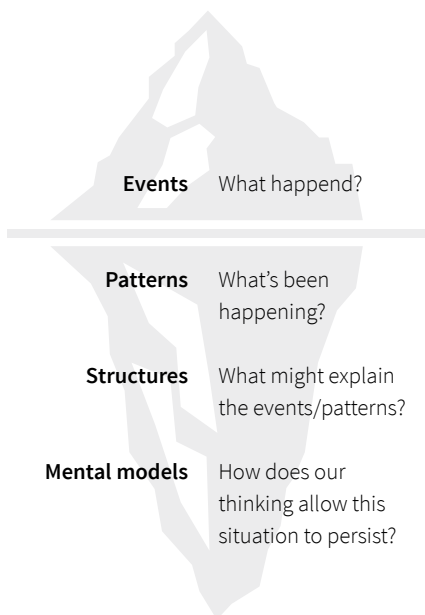 Events What happend?
Patterns What's been
happening?
Structures What might explain
the events/patterns?
Mental models How does our
thinking allow this
situation to persist?